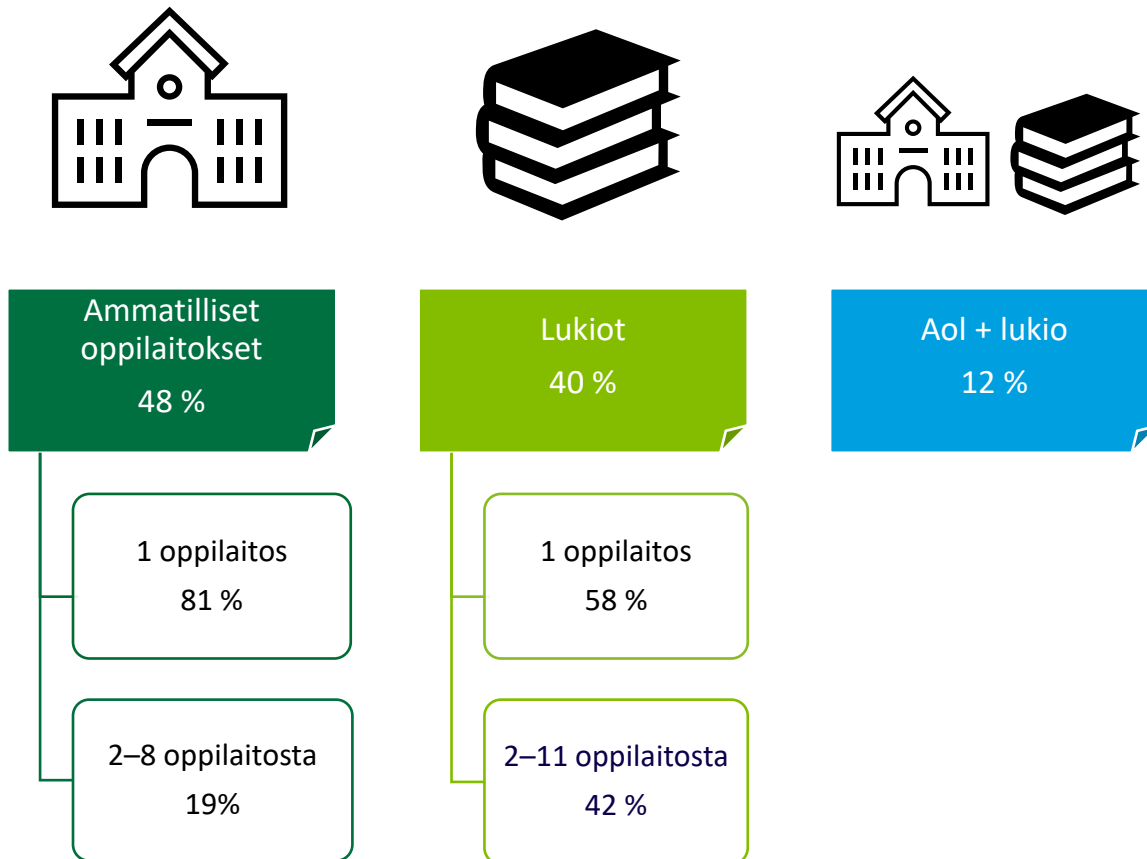 Ammatilliset
oppilaitokset
48 %
1 oppilaitos
81 %
2–8 oppilaitosta
19%
Lukiot
40 %
1 oppilaitos
58 %
2–11 oppilaitosta
42 %
Aol + lukio
12 %